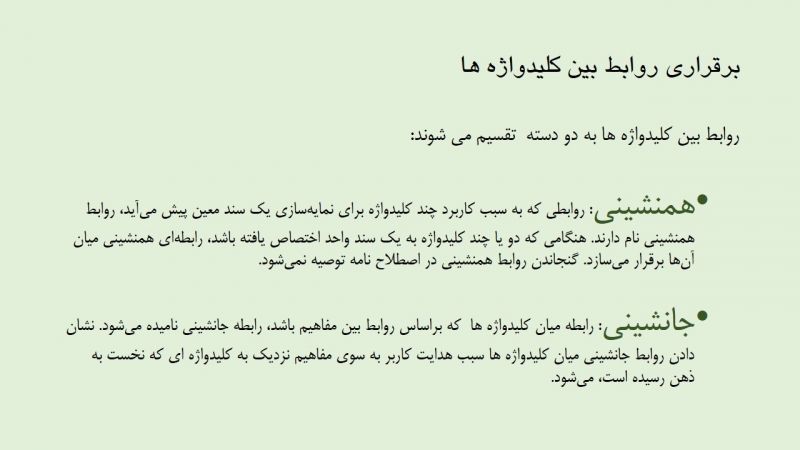 برقراری روابط بین کلیدواژه ها
روابط بین کلیدواژه ها به دو دسته تقسیم می شوند:
•همنشینی: روابطی که به سبب کاربرد چند کلیدواژه برای نمایه‌سازی یک سند معین پیش می‌آید، روابط
همنشینی نام دارند. هنگامی که دو یا چند کلیدواژه به یک سند واحد اختصاص یافته باشد، رابطه‌ای همنشینی میان
آن‌ها برقرار می‌سازد. گنجاندن روابط همنشینی در اصطلاح نامه توصیه نمی‌شود.
•جانشینی: رابطه میان کلیدواژه ها که براساس روابط بین مفاهیم باشد، رابطه جانشینی نامیده می‌شود. نشان
دادن روابط جانشینی میان کلیدواژه ها سبب هدایت کاربر به سوی مفاهیم نزدیک به کلیدواژه ای که نخست به
ذهن رسیده است، می‌شود.